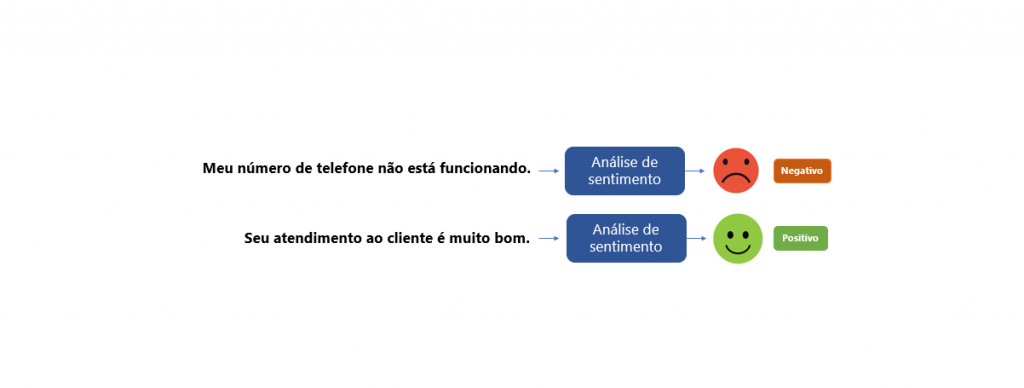 Meu número de telefone não está funcionando.
Análise de
sentimento
Negativo
Seu atendimento ao cliente é muito bom.
Análise de
sentimento
Positivo